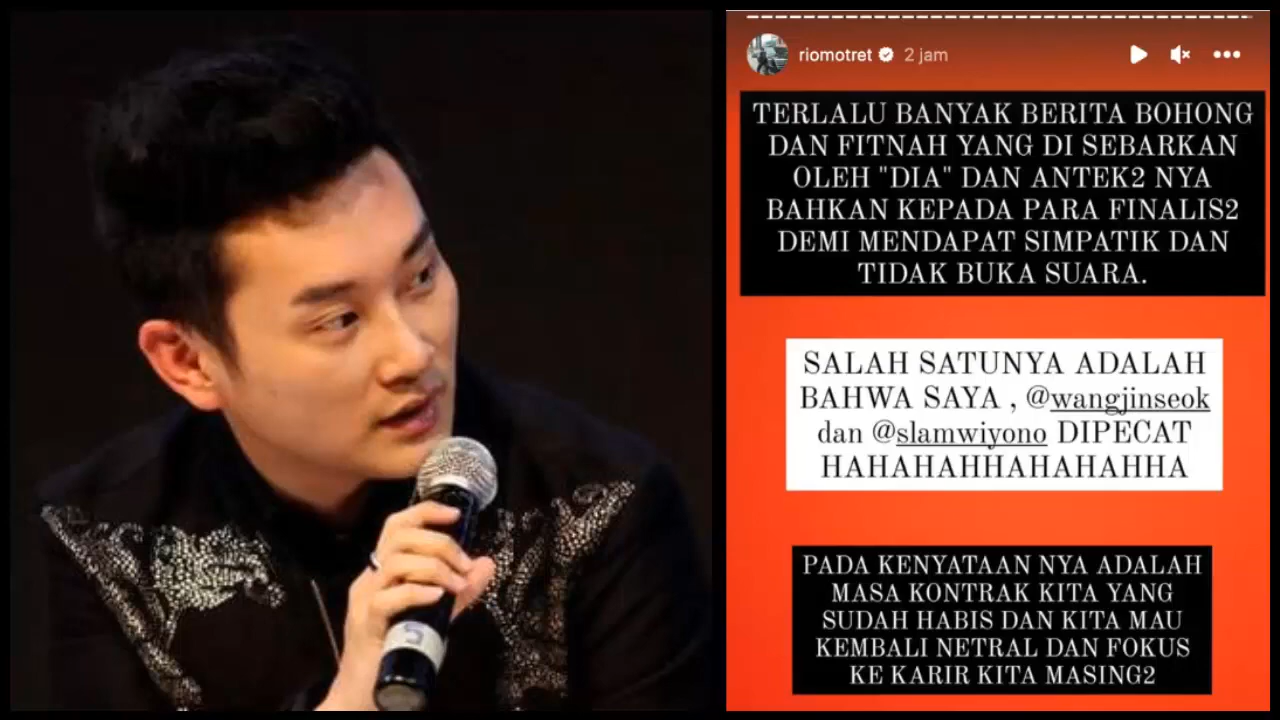 riomotret 2 jam
TERLALU BANYAK BERITA BOHONG
DAN FITNAH YANG DI SEBARKAN
OLEH "DIA" DAN ANTEK2 NYA
BAHKAN KEPADA PARA FINALIS2
DEMI MENDAPAT SIMPATIK DAN
TIDAK BUKA SUARA.
SALAH SATUNYA ADALAH
BAHWA SAYA , @wangjinseok
dan @slamwiyono DIPECAT
HAHAHAHHAHAHAHHA
PADA KENYATAAN NYA ADALAH
MASA KONTRAK KITA YANG
SUDAH HABIS DAN KITA MAU
KEMBALI NETRAL DAN FOKUS
KE KARIR KITA MASING2